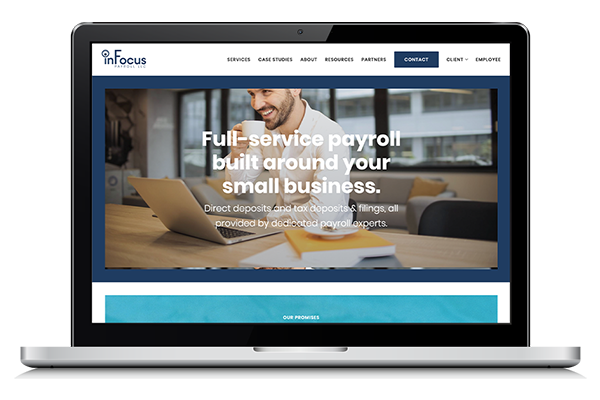 inFocus
PAYROLL LLC
SERVICES CASE STUDIES ABOUT RESOURCES PARTNERS CONTACT CLIENT EMPLOYEE
Full-service payroll
built around your
small business.
Direct deposits and tax deposits & filings, all
provided by dedicated payroll experts.
OUR PROMISES